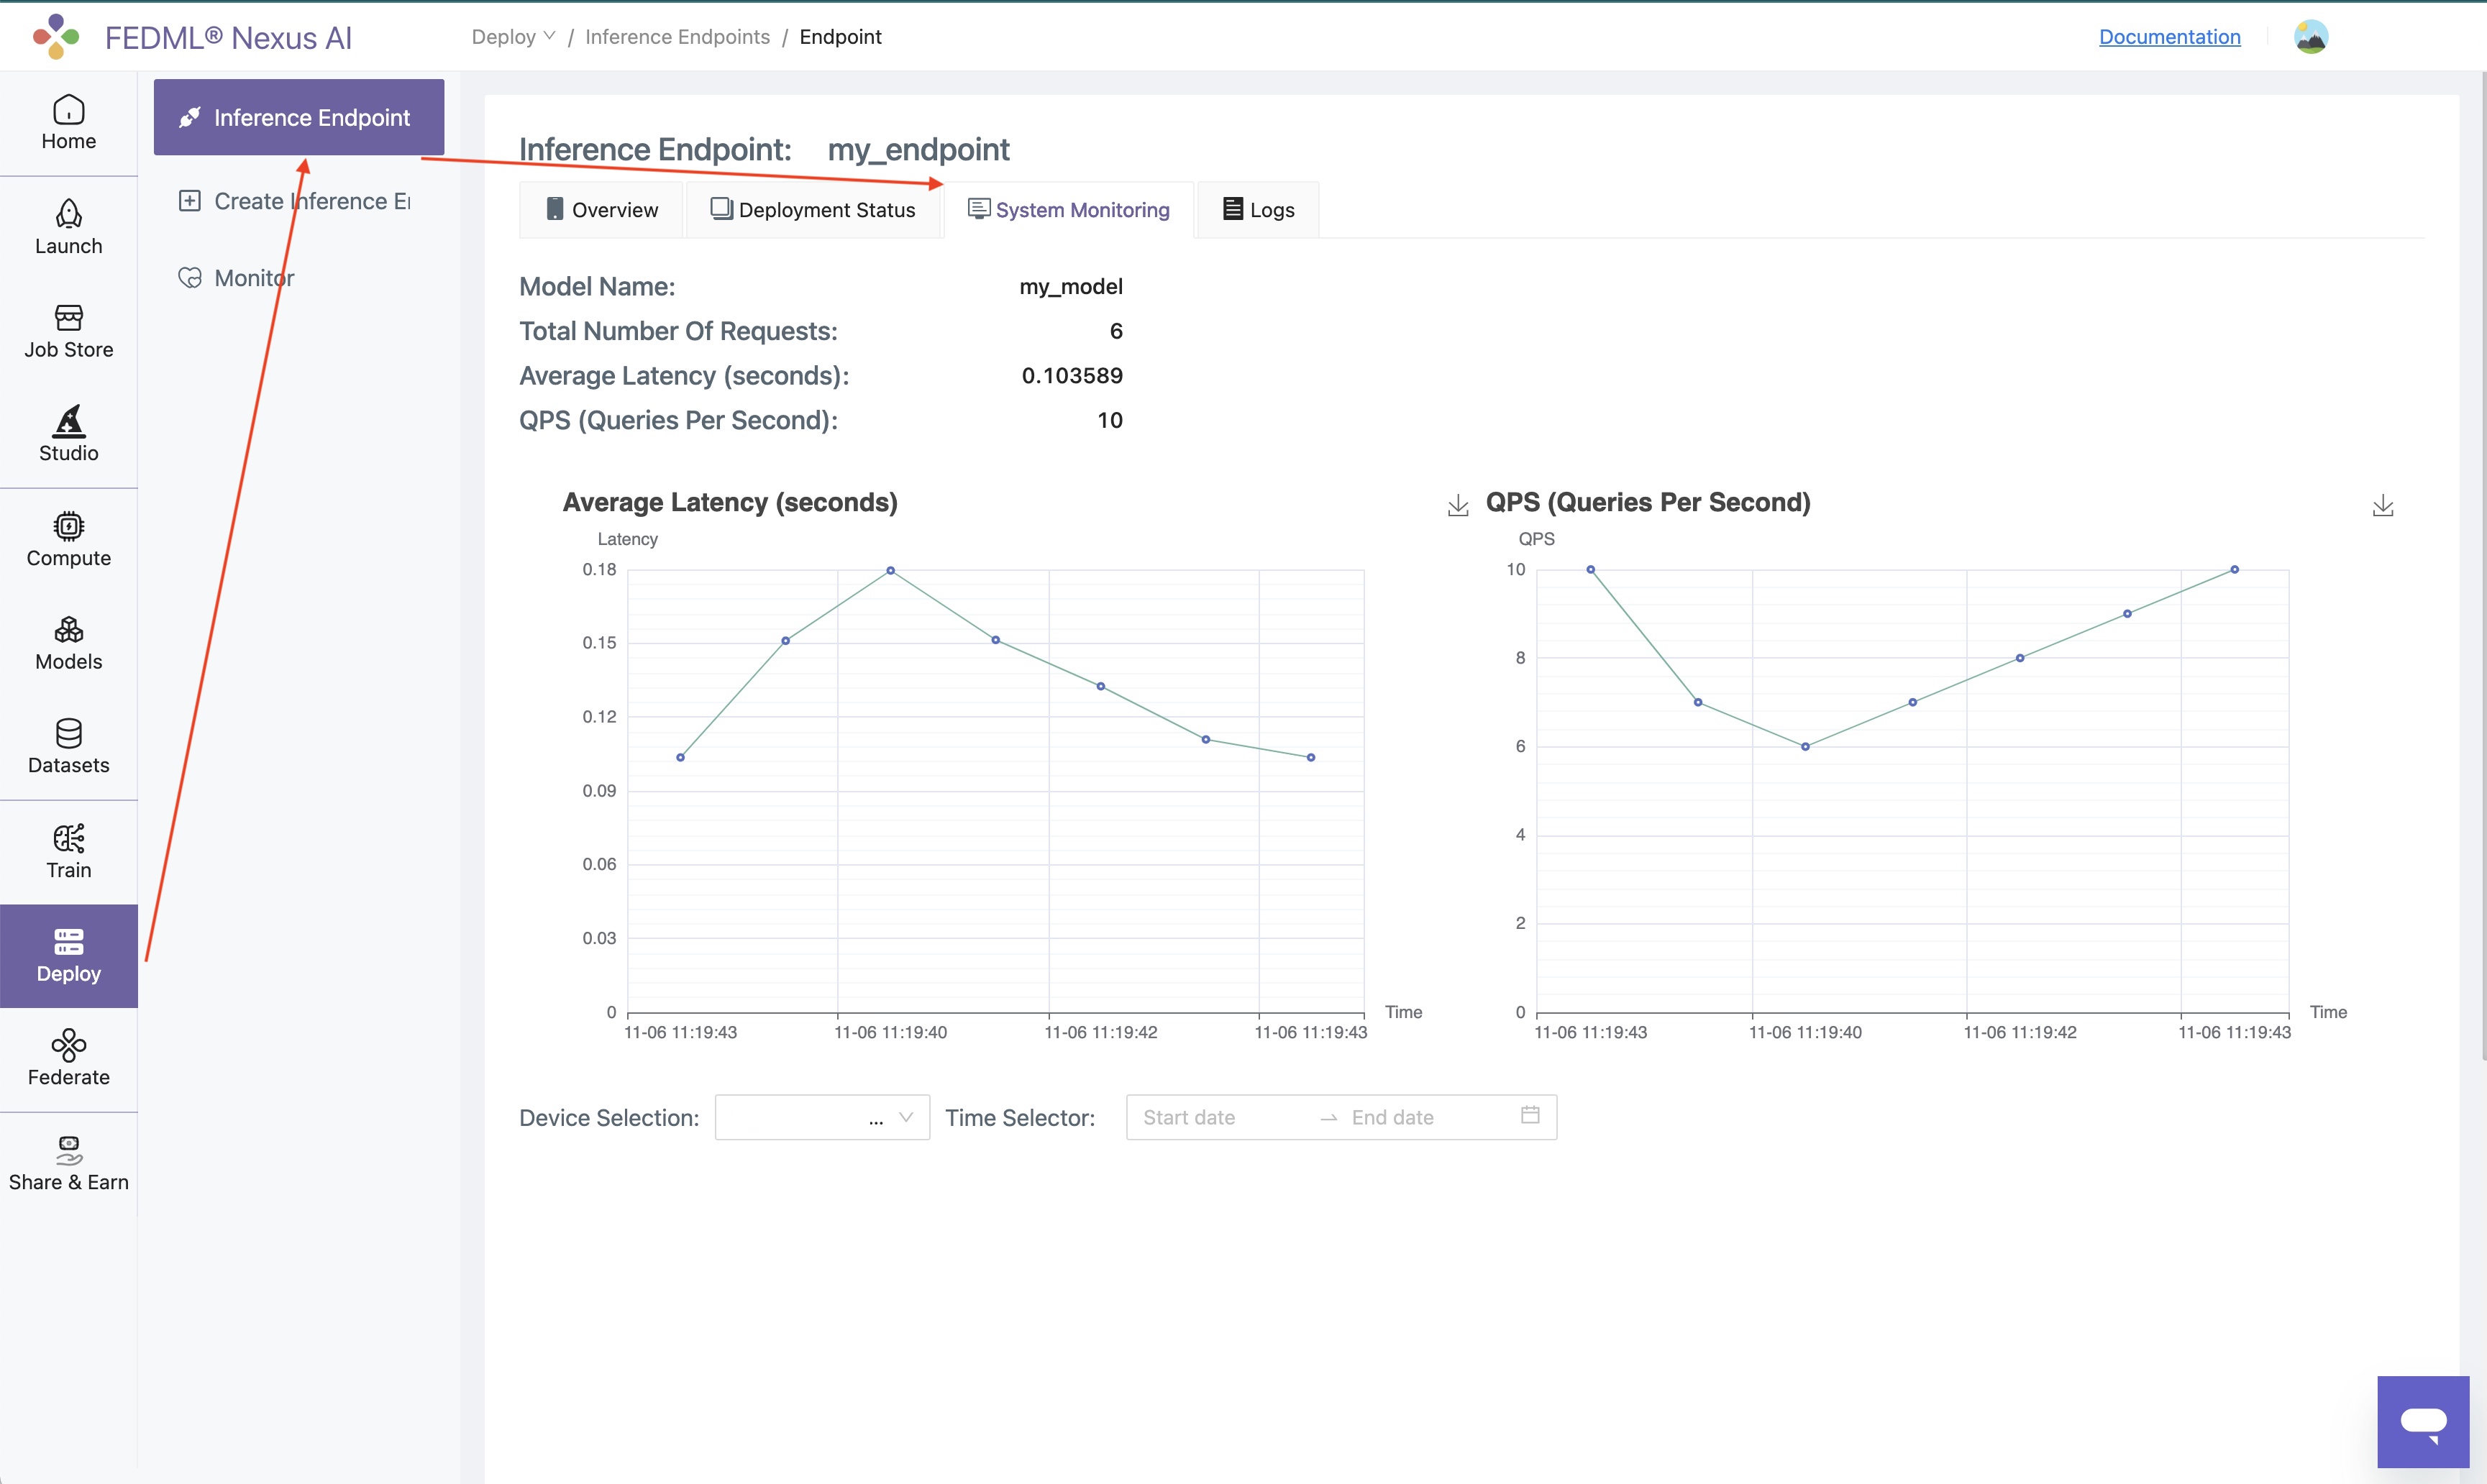 FEDML® Nexus AI
Deploy / Inference Endpoints / Endpoint
Documentation
Home
Launch
Job Store
Studio
Compute
Models
Datasets
Train
Deploy
Federate
Share & Earn
Inference Endpoint
Create Inference Er
Monitor
Inference Endpoint: my_endpoint
Overview
Deployment Status
System Monitoring
Logs
Model Name: my_model
Total Number Of Requests: 6
Average Latency (seconds): 0.103589
QPS (Queries Per Second): 10
Average Latency (seconds)
Latency
0.18
0.15
0.12
0.09
0.06
0.03
0
11-06 11:19:43 11-06 11:19:40 11-06 11:19:42 11-06 11:19:43
Time
QPS (Queries Per Second)
QPS
10
8
6
4
2
0
11-06 11:19:43 11-06 11:19:40 11-06 11:19:42 11-06 11:19:43
Time
Device Selection: ... Time Selector: Start date → End date